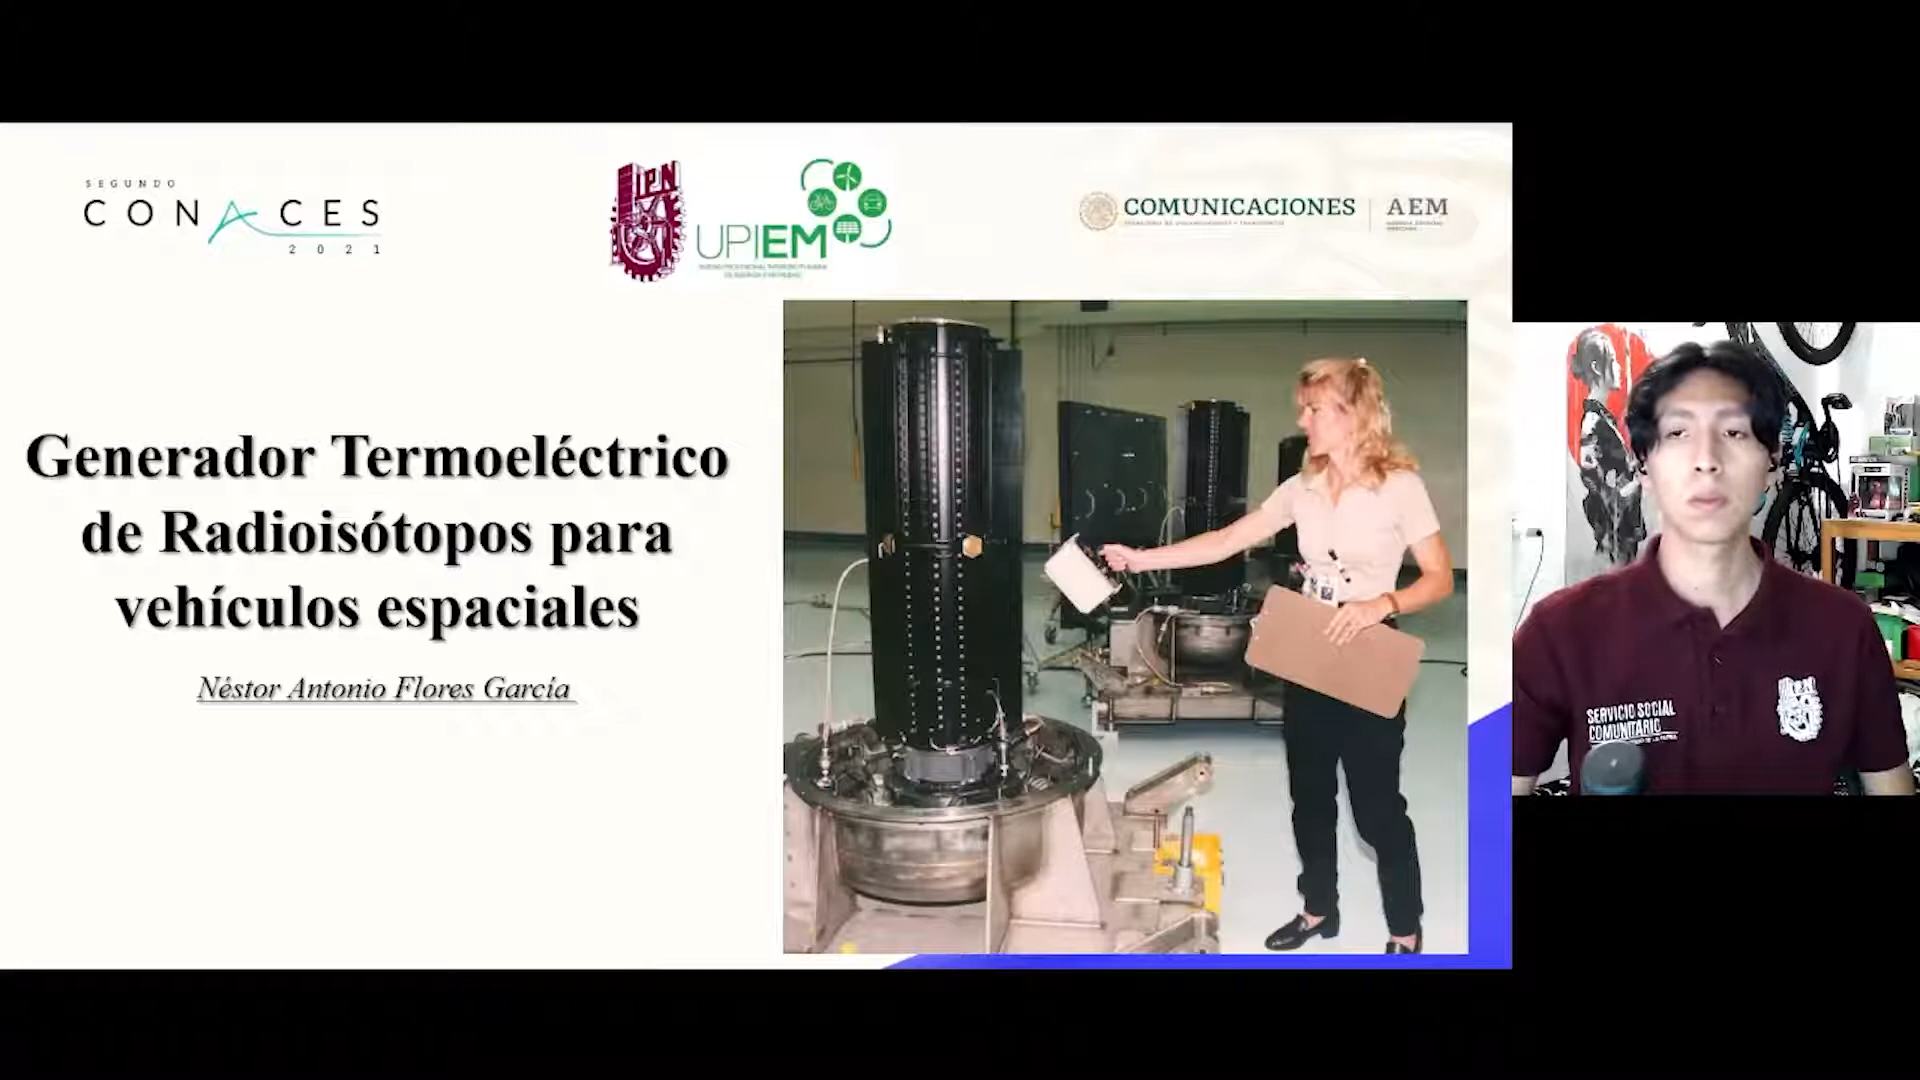 SEGUNDO
CONACES
2021
IPN
UPIEM
COMUNICACIONES
AEM
Generador Termoeléctrico
de Radioisótopos para
vehículos espaciales
Néstor Antonio Flores García
SERVICIO SOCIAL
COMUNITARIO